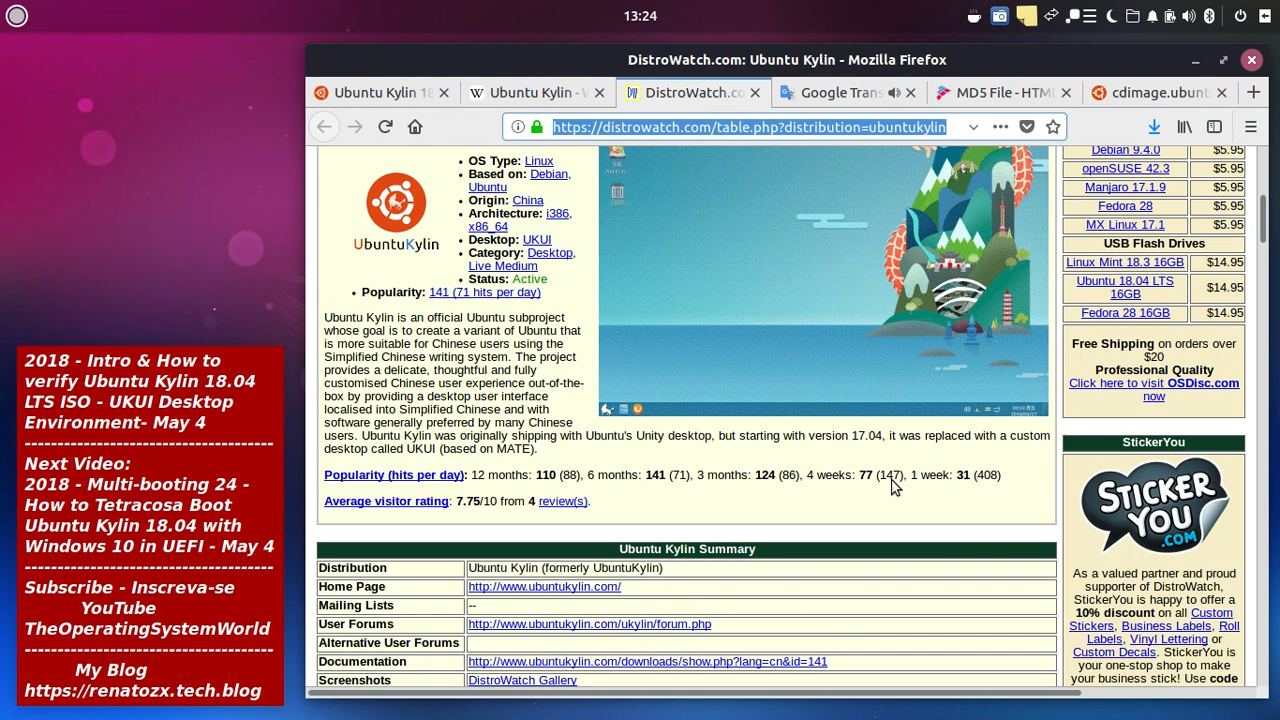 13:24
DistroWatch.com: Ubuntu Kylin - Mozilla Firefox
Ubuntu Kylin 18
Ubuntu Kylin - W
DistroWatch.co
Google Trans
MD5 File - HTML
cdimage.ubunt
https://distrowatch.com/table.php?distribution=ubuntukylin
UbuntuKylin
• OS Type: Linux
• Based on: Debian,
Ubuntu
• Origin: China
• Architecture: i386,
x86_64
• Desktop: UKUI
• Category: Desktop,
Live Medium
• Status: Active
• Popularity: 141 (71 hits per day)
Ubuntu Kylin is an official Ubuntu subproject
whose goal is to create a variant of Ubuntu that
is more suitable for Chinese users using the
Simplified Chinese writing system. The project
provides a delicate, thoughtful and fully
customised Chinese user experience out-of-the-
box by providing a desktop user interface
localised into Simplified Chinese and with
software generally preferred by many Chinese
users. Ubuntu Kylin was originally shipping with Ubuntu's Unity desktop, but starting with version 17.04, it was replaced with a custom
desktop called UKUI (based on MATE).
Popularity (hits per day): 12 months: 110 (88), 6 months: 141 (71), 3 months: 124 (86), 4 weeks: 77 (147), 1 week: 31 (408)
Average visitor rating: 7.75/10 from 4 review(s).
Ubuntu Kylin Summary
Distribution Ubuntu Kylin (formerly UbuntuKylin)
Home Page http://www.ubuntukylin.com/
Mailing Lists --
User Forums http://www.ubuntukylin.com/ukylin/forum.php
Alternative User Forums
Documentation http://www.ubuntukylin.com/downloads/show.php?lang=cn&id=141
Screenshots DistroWatch Gallery
Debian 9.4.0 $5.95
openSUSE 42.3 $5.95
Manjaro 17.1.9 $5.95
Fedora 28 $5.95
MX Linux 17.1 $5.95
USB Flash Drives
Linux Mint 18.3 16GB $14.95
Ubuntu 18.04 LTS
16GB $14.95
Fedora 28 16GB $14.95
Free Shipping on orders over
$20
Professional Quality
Click here to visit OSDisc.com
now
StickerYou
STICKER
YOU
.COM
As a valued partner and proud
supporter of DistroWatch,
StickerYou is happy to offer a
10% discount on all Custom
Stickers, Business Labels, Roll
Labels, Vinyl Lettering or
Custom Decals. StickerYou is
your one-stop shop to make
your business stick! Use code
2018 - Intro & How to
verify Ubuntu Kylin 18.04
LTS ISO - UKUI Desktop
Environment- May 4
--------------------------------------
Next Video:
2018 - Multi-booting 24 -
How to Tetracosa Boot
Ubuntu Kylin 18.04 with
Windows 10 in UEFI - May 4
--------------------------------------
Subscribe - Inscreva-se
YouTube
TheOperatingSystemWorld
--------------------------------------
My Blog
https://renatozx.tech.blog